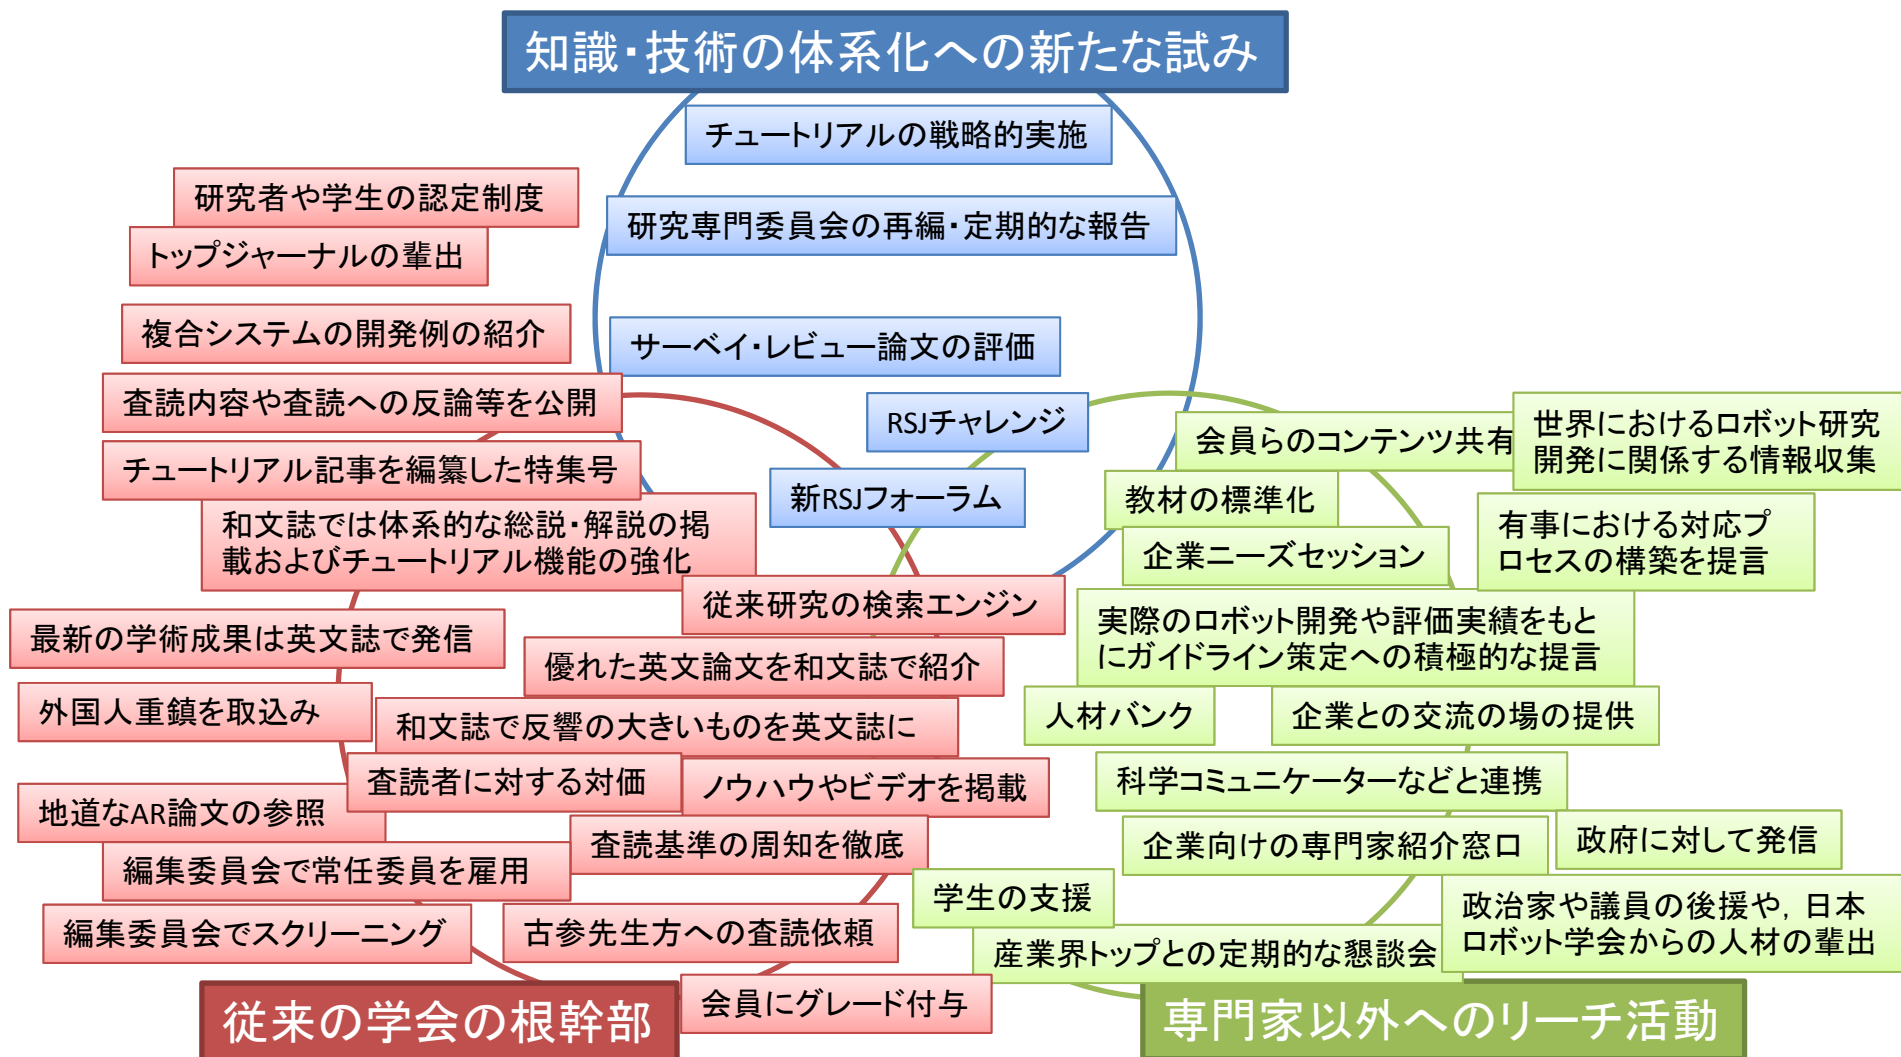 知識・技術の体系化への新たな試み
チュートリアルの戦略的実施
研究専門委員会の再編・定期的な報告
サーベイ・レビュー論文の評価
RSJチャレンジ
新RSJフォーラム
研究者や学生の認定制度
トップジャーナルの輩出
複合システムの開発例の紹介
査読内容や査読への反論等を公開
チュートリアル記事を編纂した特集号
和文誌では体系的な総説・解説の掲
載およびチュートリアル機能の強化
従来研究の検索エンジン
最新の学術成果は英文誌で発信
優れた英文論文を和文誌で紹介
外国人重鎮を取込み
和文誌で反響の大きいものを英文誌に
査読者に対する対価
ノウハウやビデオを掲載
地道なAR論文の参照
査読基準の周知を徹底
編集委員会で常任委員を雇用
編集委員会でスクリーニング
古参先生方への査読依頼
会員にグレード付与
従来の学会の根幹部
会員らのコンテンツ共有
世界におけるロボット研究
開発に関係する情報収集
教材の標準化
有事における対応プ
ロセスの構築を提言
企業ニーズセッション
実際のロボット開発や評価実績をもと
にガイドライン策定への積極的な提言
人材バンク
企業との交流の場の提供
科学コミュニケーターなどと連携
企業向けの専門家紹介窓口
政府に対して発信
学生の支援
政治家や議員の後援や, 日本
ロボット学会からの人材の輩出
産業界トップとの定期的な懇談会
専門家以外へのリーチ活動